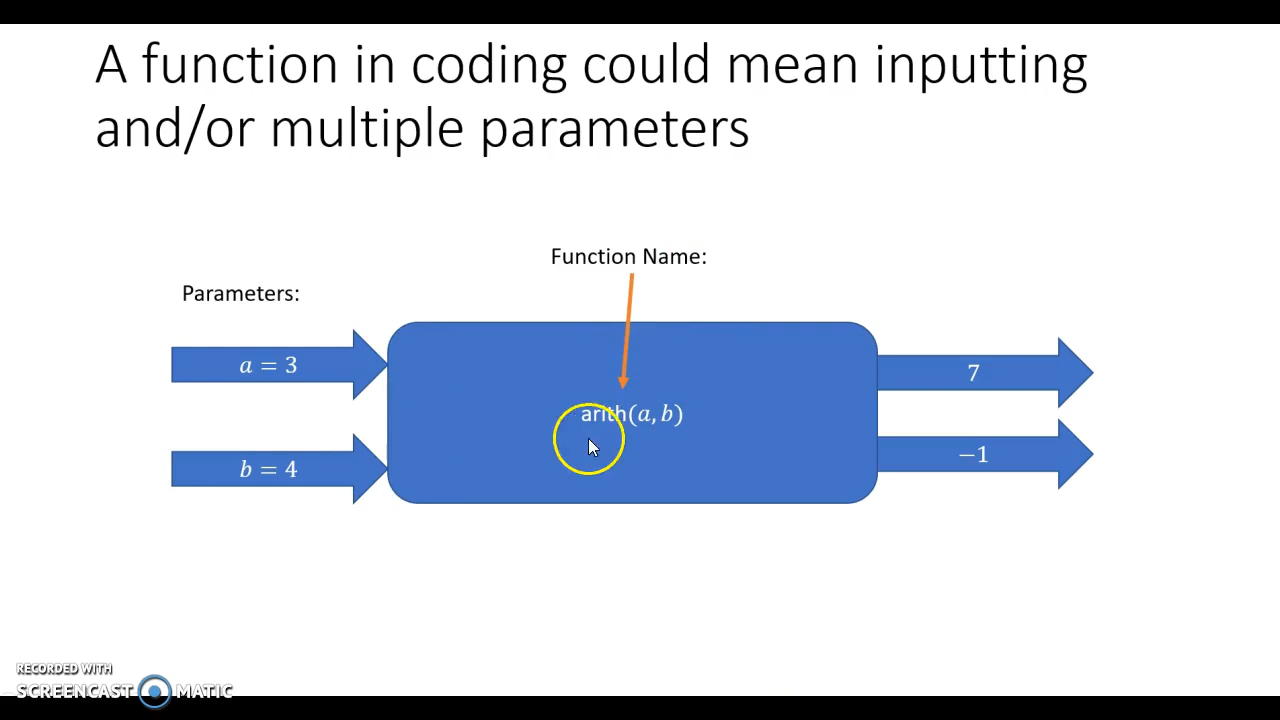 A function in coding could mean inputting
and/or multiple parameters
Function Name:
Parameters:
a = 3
7
arith(a, b)
b = 4
−1
RECORDED WITH
SCREENCAST MATIC